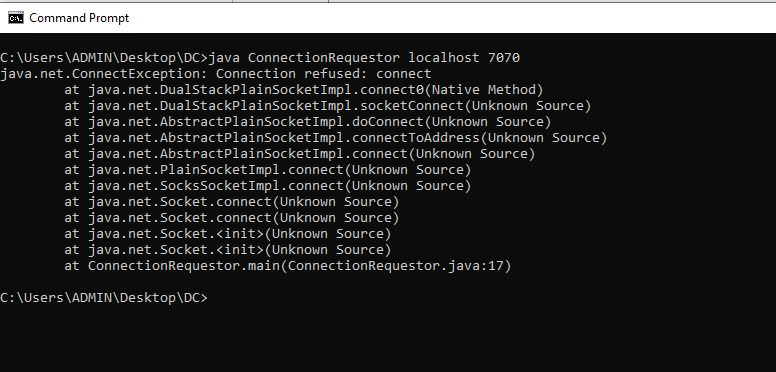 Command Prompt
C:\Users\ADMIN\Desktop\DC>java ConnectionRequestor localhost 7070
java.net.ConnectException: Connection refused: connect
        at java.net.DualStackPlainSocketImpl.connect0(Native Method)
        at java.net.DualStackPlainSocketImpl.socketConnect(Unknown Source)
        at java.net.AbstractPlainSocketImpl.doConnect(Unknown Source)
        at java.net.AbstractPlainSocketImpl.connectToAddress(Unknown Source)
        at java.net.AbstractPlainSocketImpl.connect(Unknown Source)
        at java.net.PlainSocketImpl.connect(Unknown Source)
        at java.net.SocksSocketImpl.connect(Unknown Source)
        at java.net.Socket.connect(Unknown Source)
        at java.net.Socket.connect(Unknown Source)
        at java.net.Socket.<init>(Unknown Source)
        at java.net.Socket.<init>(Unknown Source)
        at ConnectionRequestor.main(ConnectionRequestor.java:17)
C:\Users\ADMIN\Desktop\DC>